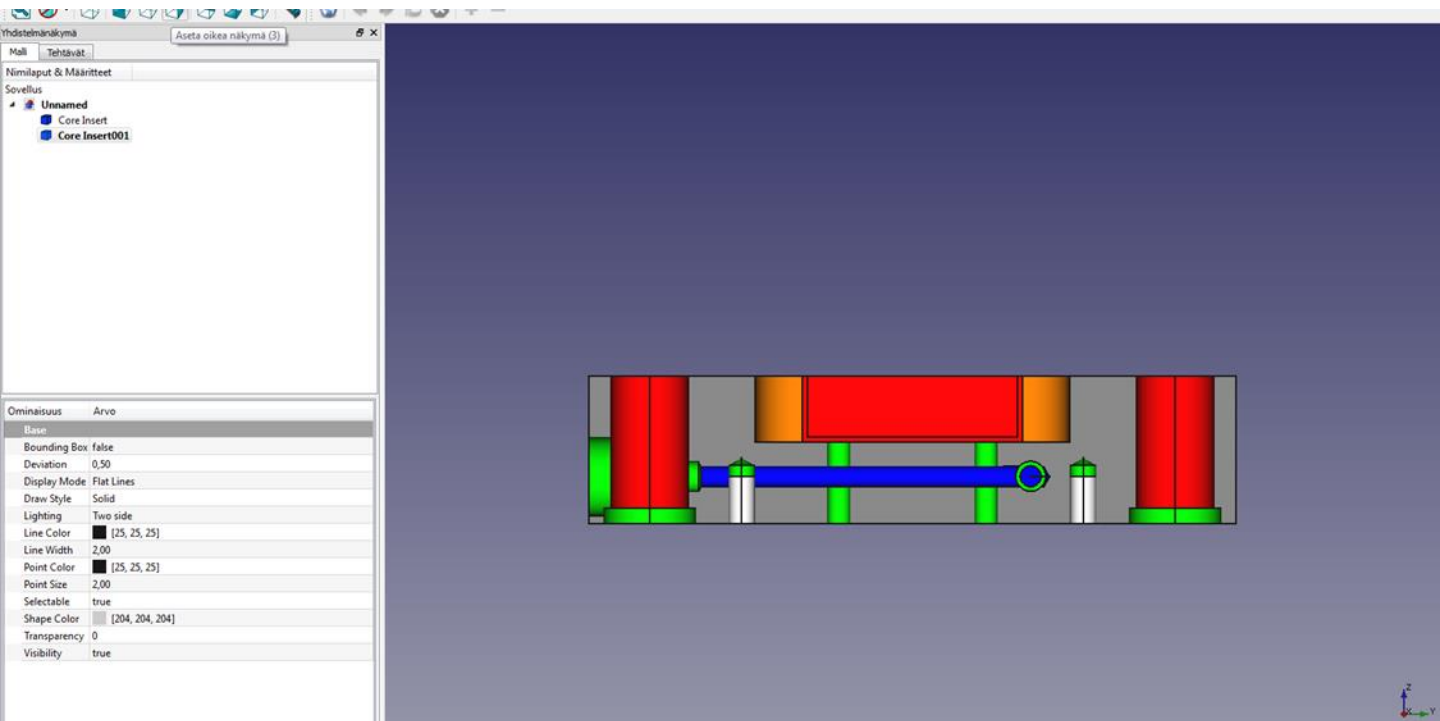 Yhdistelmänäkymä
Aseta oikea näkymä (3)
Malli Tehtävät
Nimilaput & Määritteet
Sovellus
Unnamed
Core Insert
Core Insert001
Ominaisuus Arvo
Base
Bounding Box false
Deviation 0,50
Display Mode Flat Lines
Draw Style Solid
Lighting Two side
Line Color [25, 25, 25]
Line Width 2,00
Point Color [25, 25, 25]
Point Size 2,00
Selectable true
Shape Color [204, 204, 204]
Transparency 0
Visibility true
Z
X Y